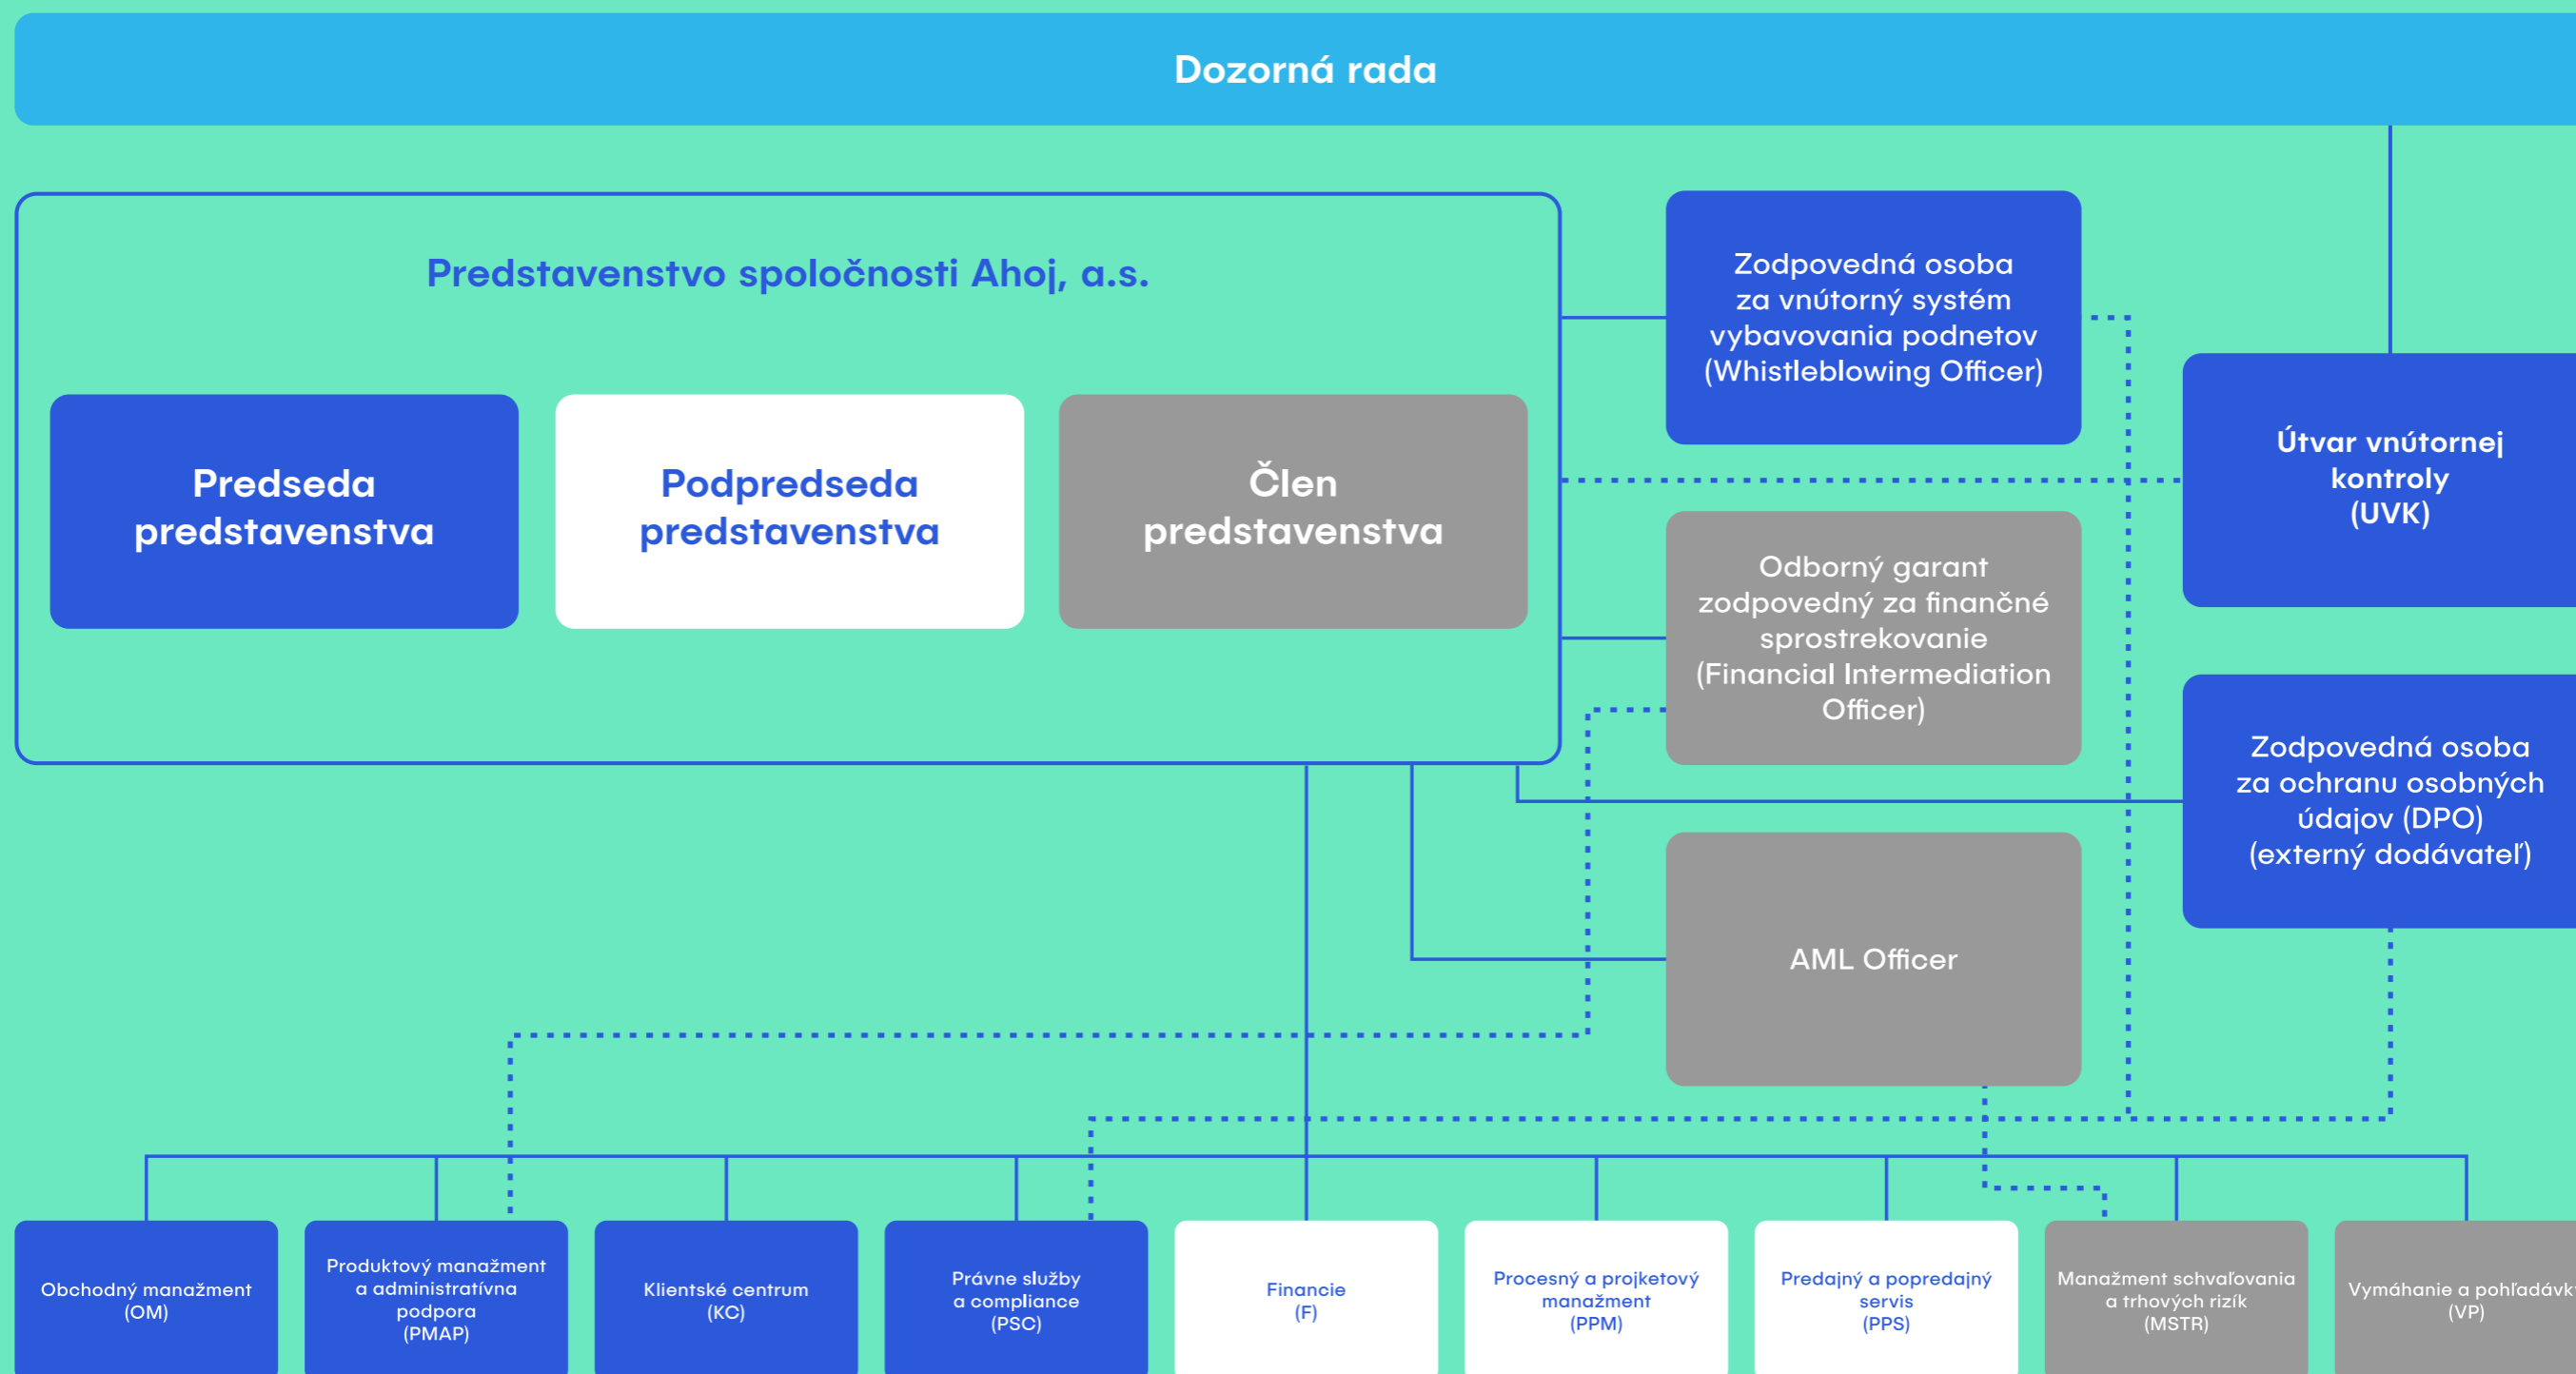 Dozorná rada
Predstavenstvo spoločnosti Ahoj, a.s.
Predseda
predstavenstva
Podpredseda
predstavenstva
Člen
predstavenstva
Zodpovedná osoba
za vnútorný systém
vybavovania podnetov
(Whistleblowing Officer)
Útvar vnútornej
kontroly
(UVK)
Odborný garant
zodpovedný za finančné
sprostrekovanie
(Financial Intermediation
Officer)
Zodpovedná osoba
za ochranu osobných
údajov (DPO)
(externý dodávateľ)
AML Officer
Obchodný manažment
(OM)
Produktový manažment
a administratívna
podpora
(PMAP)
Klientské centrum
(KC)
Právne služby
a compliance
(PSC)
Financie
(F)
Procesný a projketový
manažment
(PPM)
Predajný a popredajný
servis
(PPS)
Manažment schvaľovania
a trhových rizík
(MSTR)
Vymáhanie a pohľadávky
(VP)